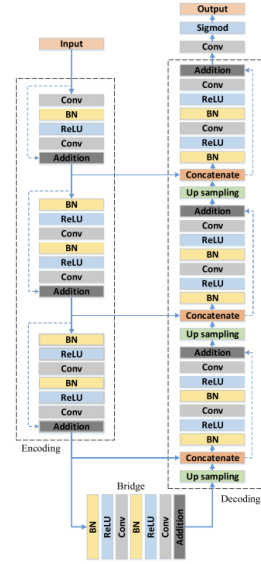 Input
Conv
BN
ReLU
Conv
Addition
BN
ReLU
Conv
BN
ReLU
Conv
Addition
BN
ReLU
Conv
BN
ReLU
Conv
Addition
Encoding
Bridge
BN
ReLU
Conv
BN
ReLU
Conv
Addition
Output
Sigmod
Conv
Addition
Conv
ReLU
BN
Conv
ReLU
BN
Concatenate
Up sampling
Addition
Conv
ReLU
BN
Conv
ReLU
BN
Concatenate
Up sampling
Addition
Conv
ReLU
BN
Conv
ReLU
BN
Concatenate
Up sampling
Decoding